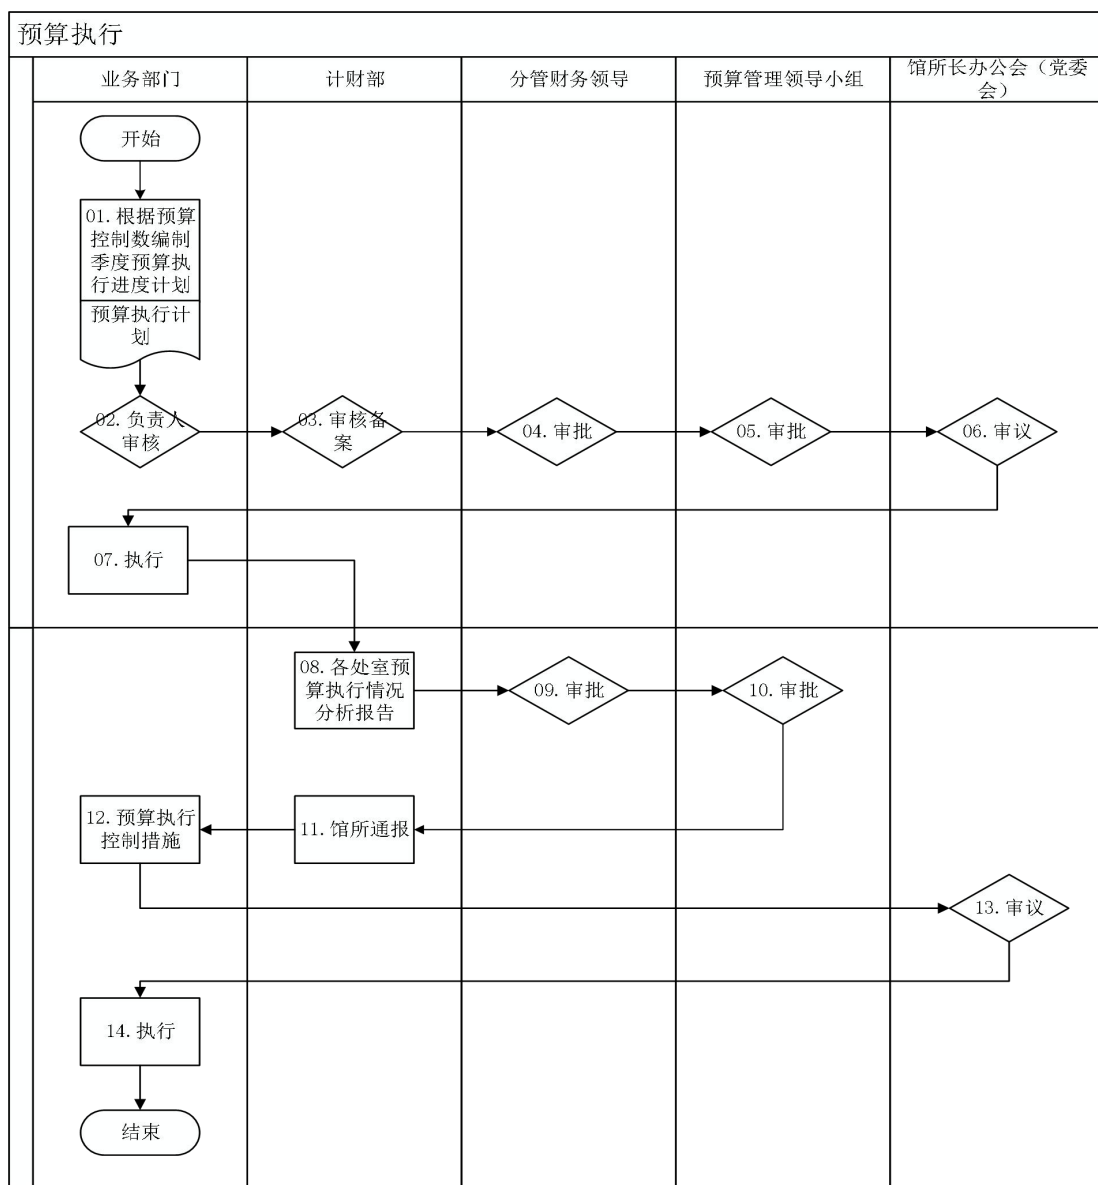 预算执行
业务部门
计财部
分管财务领导
预算管理领导小组
馆所长办公会（党委
会）
开始
01.根据预算
控制数编制
季度预算执
行进度计划
预算执行计
划
02.负责人
审核
03.审核备
案
04.审批
05.审批
06.审议
07.执行
08.各处室预
算执行情况
分析报告
09.审批
10.审批
12.预算执行
控制措施
11.馆所通报
13.审议
14.执行
结束